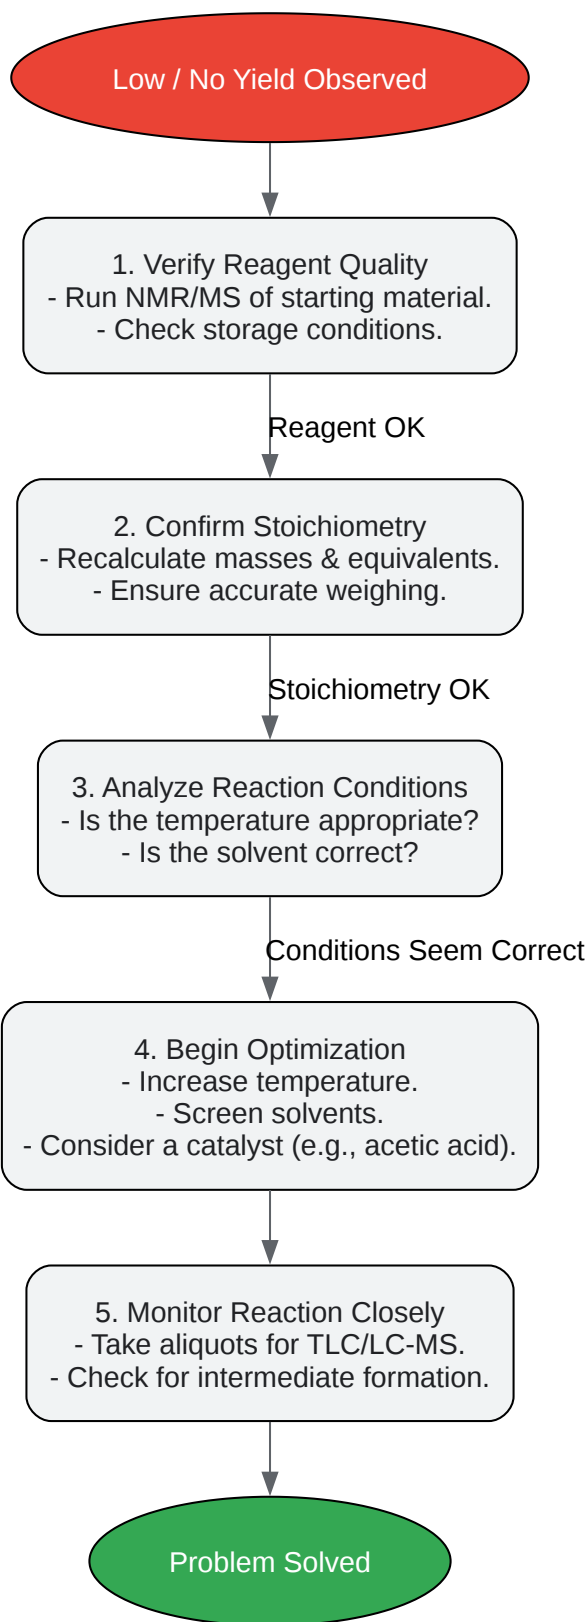 Low / No Yield Observed
1. Verify Reagent Quality
- Run NMR/MS of starting material.
- Check storage conditions.
Reagent OK
2. Confirm Stoichiometry
- Recalculate masses & equivalents.
- Ensure accurate weighing.
Stoichiometry OK
3. Analyze Reaction Conditions
- Is the temperature appropriate?
- Is the solvent correct?
Conditions Seem Correct
4. Begin Optimization
- Increase temperature.
- Screen solvents.
- Consider a catalyst (e.g., acetic acid).
5. Monitor Reaction Closely
- Take aliquots for TLC/LC-MS.
- Check for intermediate formation.
Problem Solved